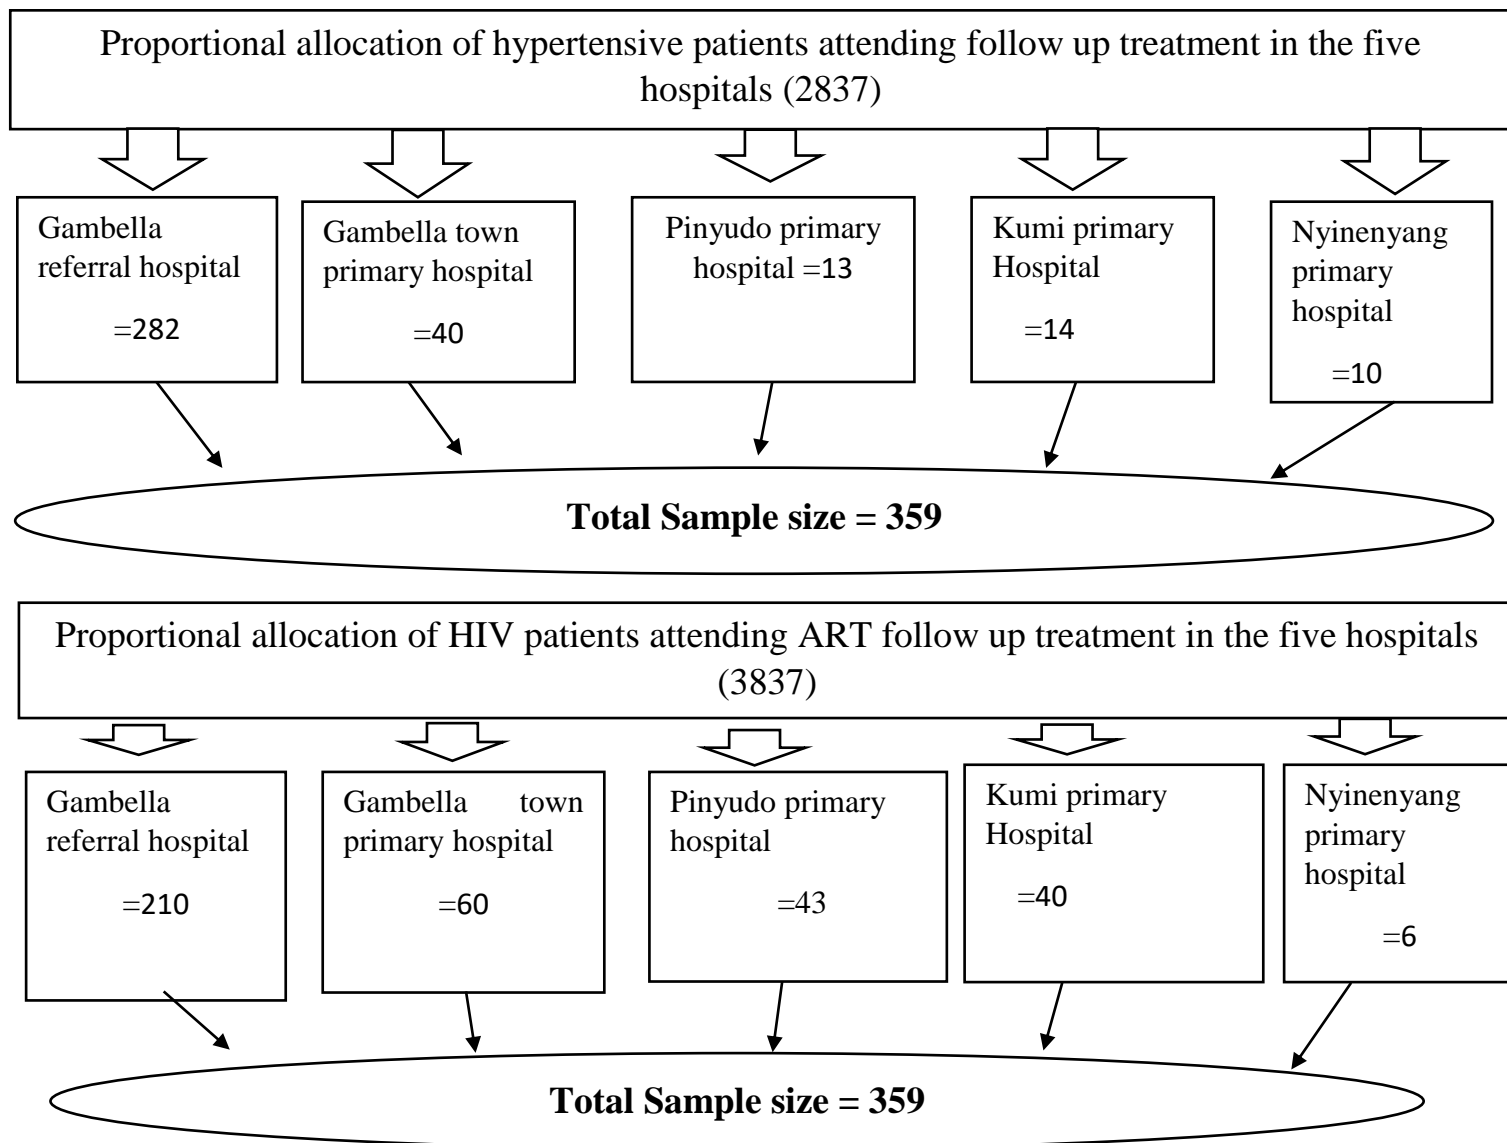 Proportional allocation of hypertensive patients attending follow up treatment in the five
hospitals (2837)
Gambella
referral hospital
=282
Gambella town
primary hospital
=40
Pinyudo primary
hospital =13
Kumi primary
Hospital
=14
Nyinenyang
primary
hospital
=10
Total Sample size = 359
Proportional allocation of HIV patients attending ART follow up treatment in the five hospitals
(3837)
Gambella
referral hospital
=210
Gambella town
primary hospital
=60
Pinyudo primary
hospital
=43
Kumi primary
Hospital
=40
Nyinenyang
primary
hospital
=6
Total Sample size = 359